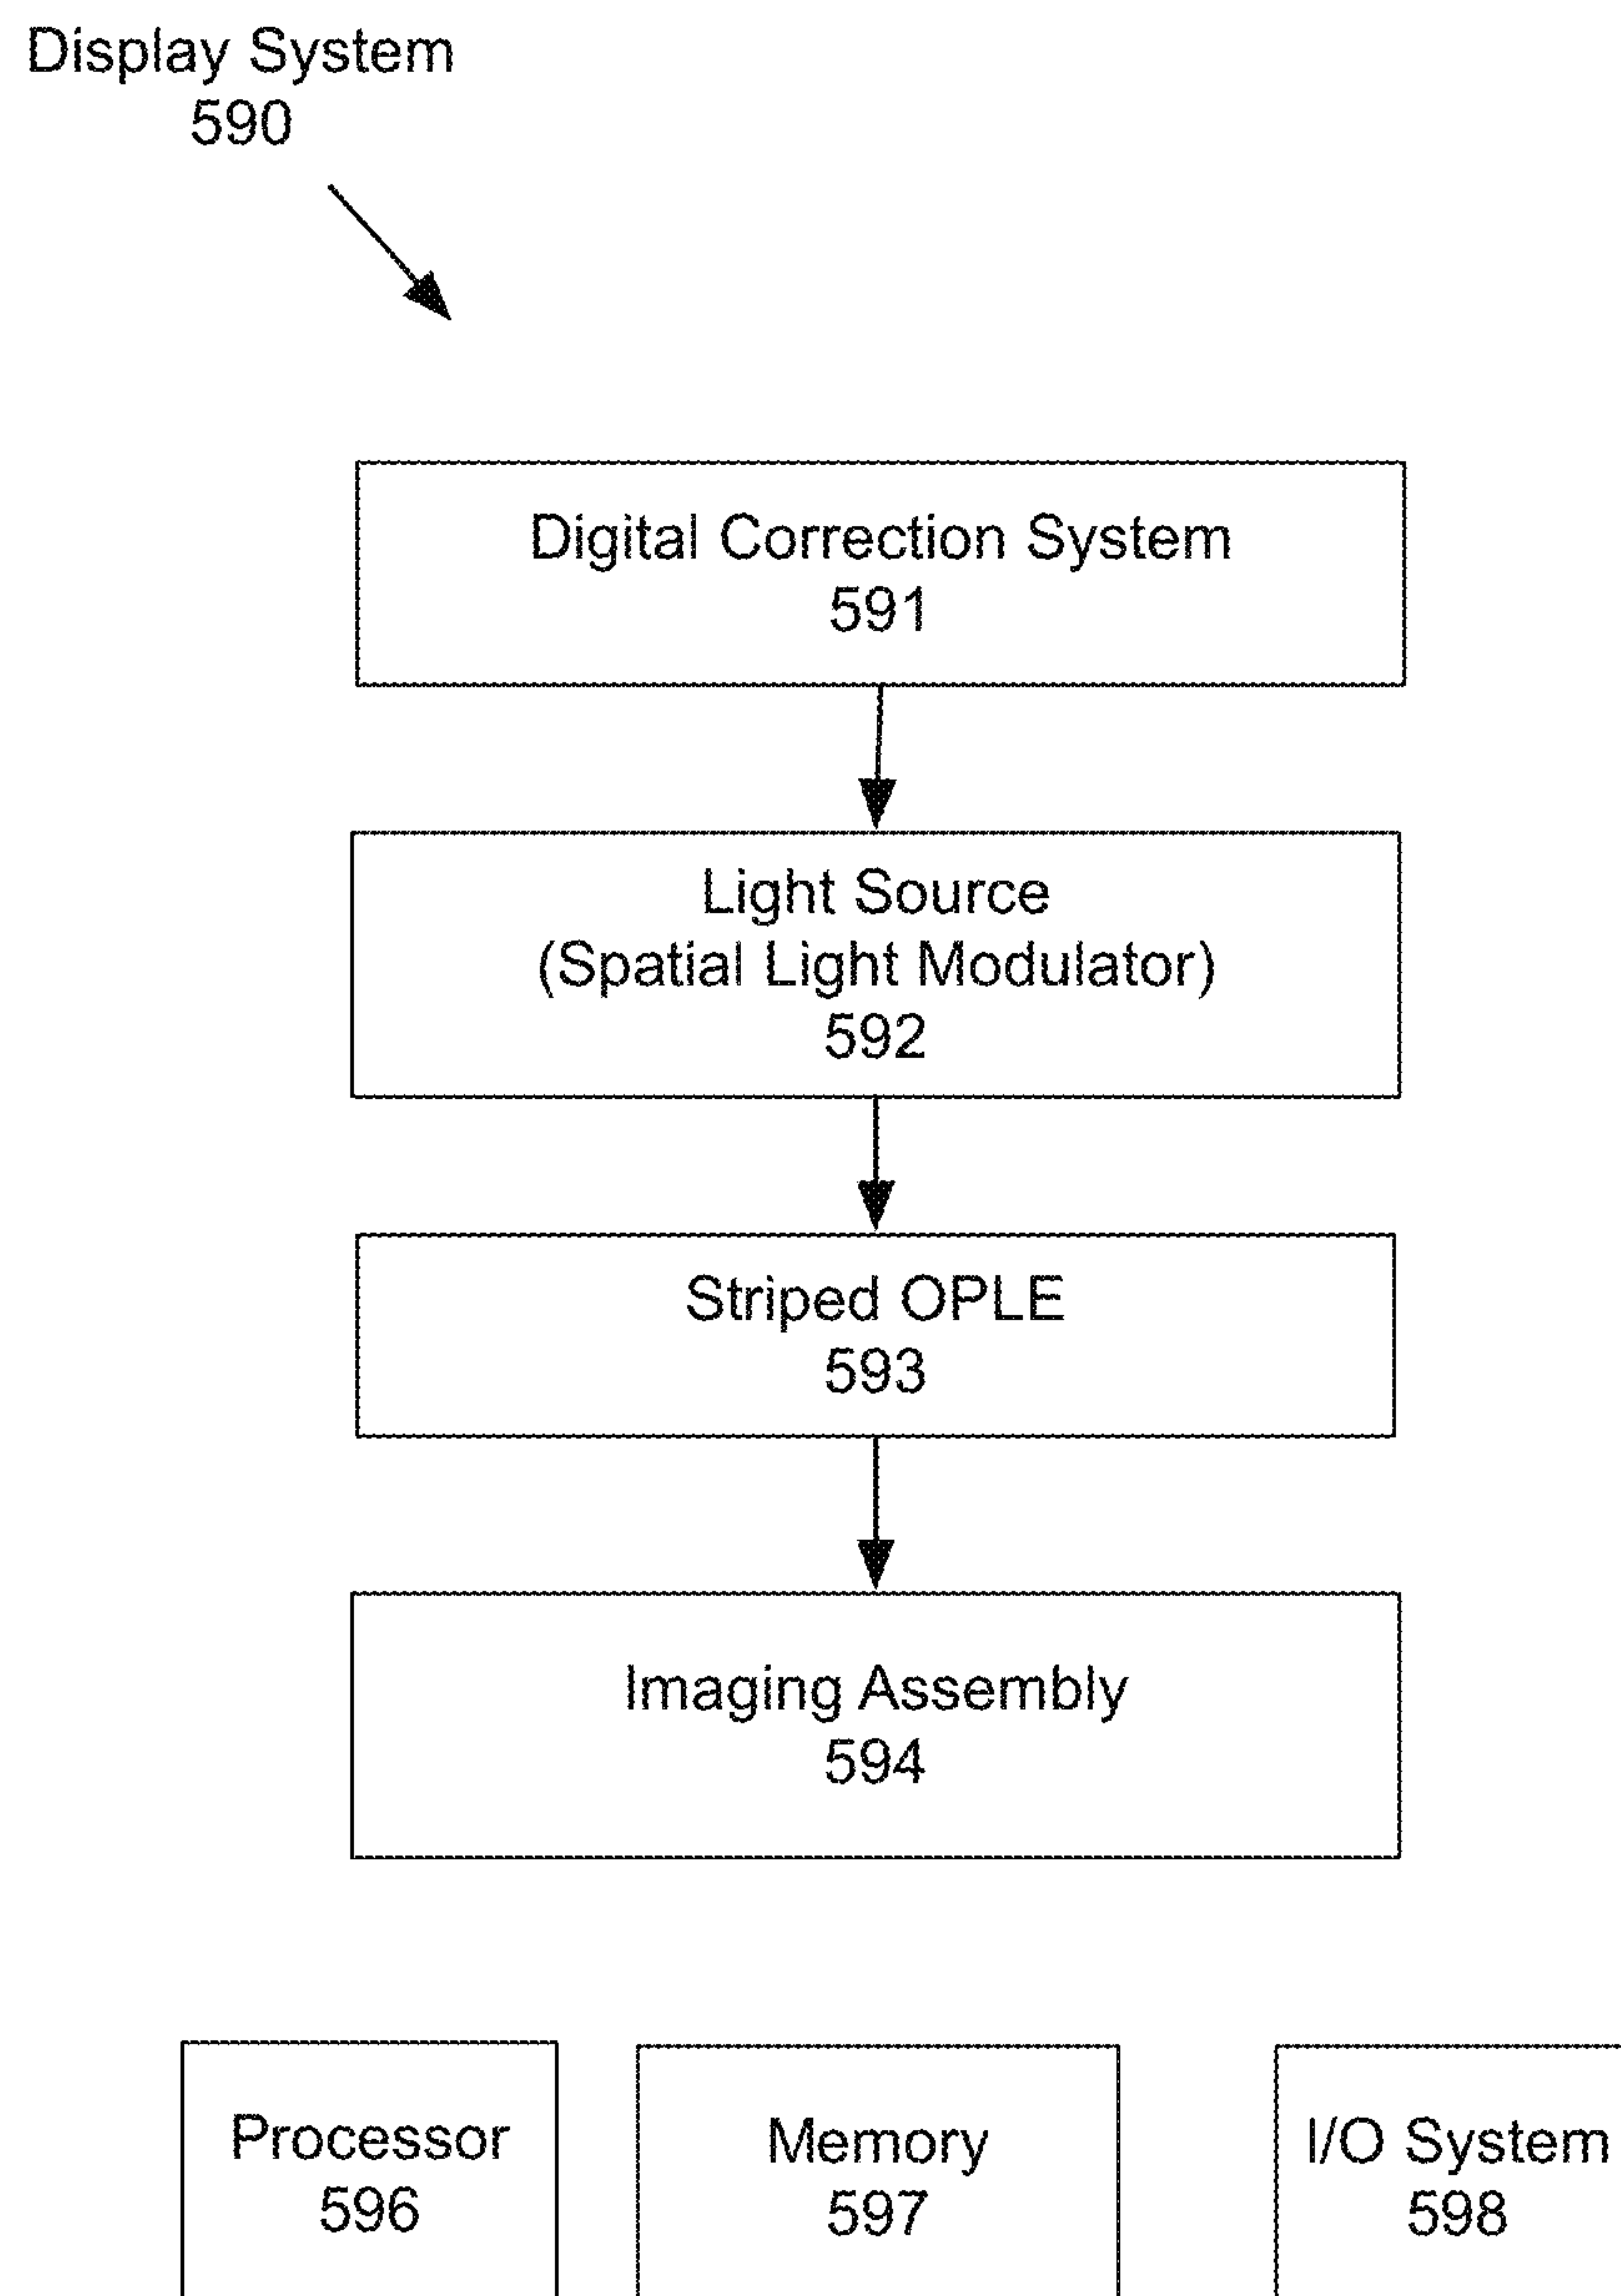 Display System
590
Digital Correction System
591
Light Source
(Spatial Light Modulator)
592
Striped OPLE
593
Imaging Assembly
594
Processor
596
Memory
597
I/O System
598